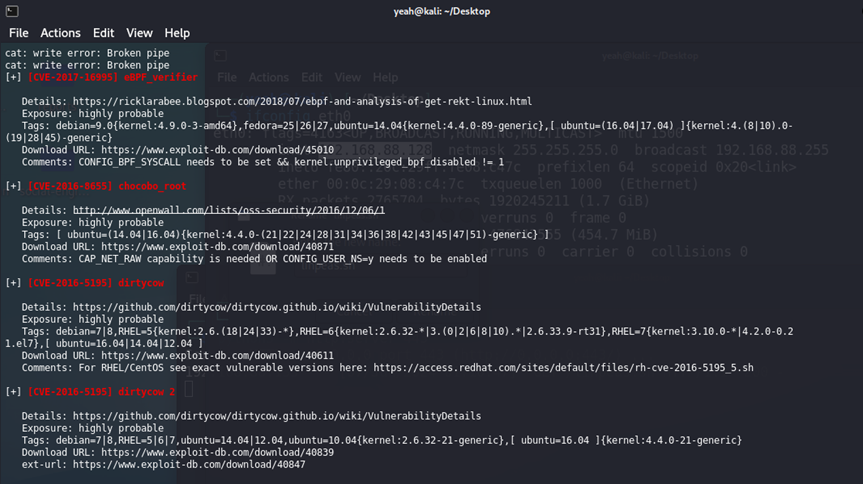 yeah@kali: ~/Desktop
File Actions Edit View Help
cat: write error: Broken pipe
cat: write error: Broken pipe
[+] [CVE-2017-16995] eBPF_verifier
Details: https://ricklarabee.blogspot.com/2018/07/ebpf-and-analysis-of-get-rekt-linux.html
Exposure: highly probable
Tags: debian=9.0{kernel:4.9.0-3-amd64},fedora=25|26|27,ubuntu=14.04{kernel:4.4.0-89-generic},[ ubuntu=(16.04|17.04) ]{kernel:4.(8|10).0-
(19|28|45)-generic}
Download URL: https://www.exploit-db.com/download/45010
Comments: CONFIG_BPF_SYSCALL needs to be set && kernel.unprivileged_bpf_disabled != 1
[+] [CVE-2016-8655] chocobo_root
Details: http://www.openwall.com/lists/oss-security/2016/12/06/1
Exposure: highly probable
Tags: [ ubuntu=(14.04|16.04){kernel:4.4.0-(21|22|24|28|31|34|36|38|42|43|45|47|51)-generic} ]
Download URL: https://www.exploit-db.com/download/40871
Comments: CAP_NET_RAW capability is needed OR CONFIG_USER_NS=y needs to be enabled
[+] [CVE-2016-5195] dirtycow
Details: https://github.com/dirtycow/dirtycow.github.io/wiki/VulnerabilityDetails
Exposure: highly probable
Tags: debian=7|8,RHEL=5{kernel:2.6.(18|24|33)-*},RHEL=6{kernel:2.6.32-*|3.(0|2|6|8|10).*|2.6.33.9-rt31},RHEL=7{kernel:3.10.0-*|4.2.0-0.2
1.el7},[ ubuntu=16.04|14.04|12.04 ]
Download URL: https://www.exploit-db.com/download/40611
Comments: For RHEL/CentOS see exact vulnerable versions here: https://access.redhat.com/sites/default/files/rh-cve-2016-5195_5.sh
[+] [CVE-2016-5195] dirtycow 2
Details: https://github.com/dirtycow/dirtycow.github.io/wiki/VulnerabilityDetails
Exposure: highly probable
Tags: debian=7|8,RHEL=5|6|7,ubuntu=14.04|12.04,ubuntu=10.04{kernel:2.6.32-21-generic},[ ubuntu=16.04 ]{kernel:4.4.0-21-generic}
Download URL: https://www.exploit-db.com/download/40839
ext-url: https://www.exploit-db.com/download/40847